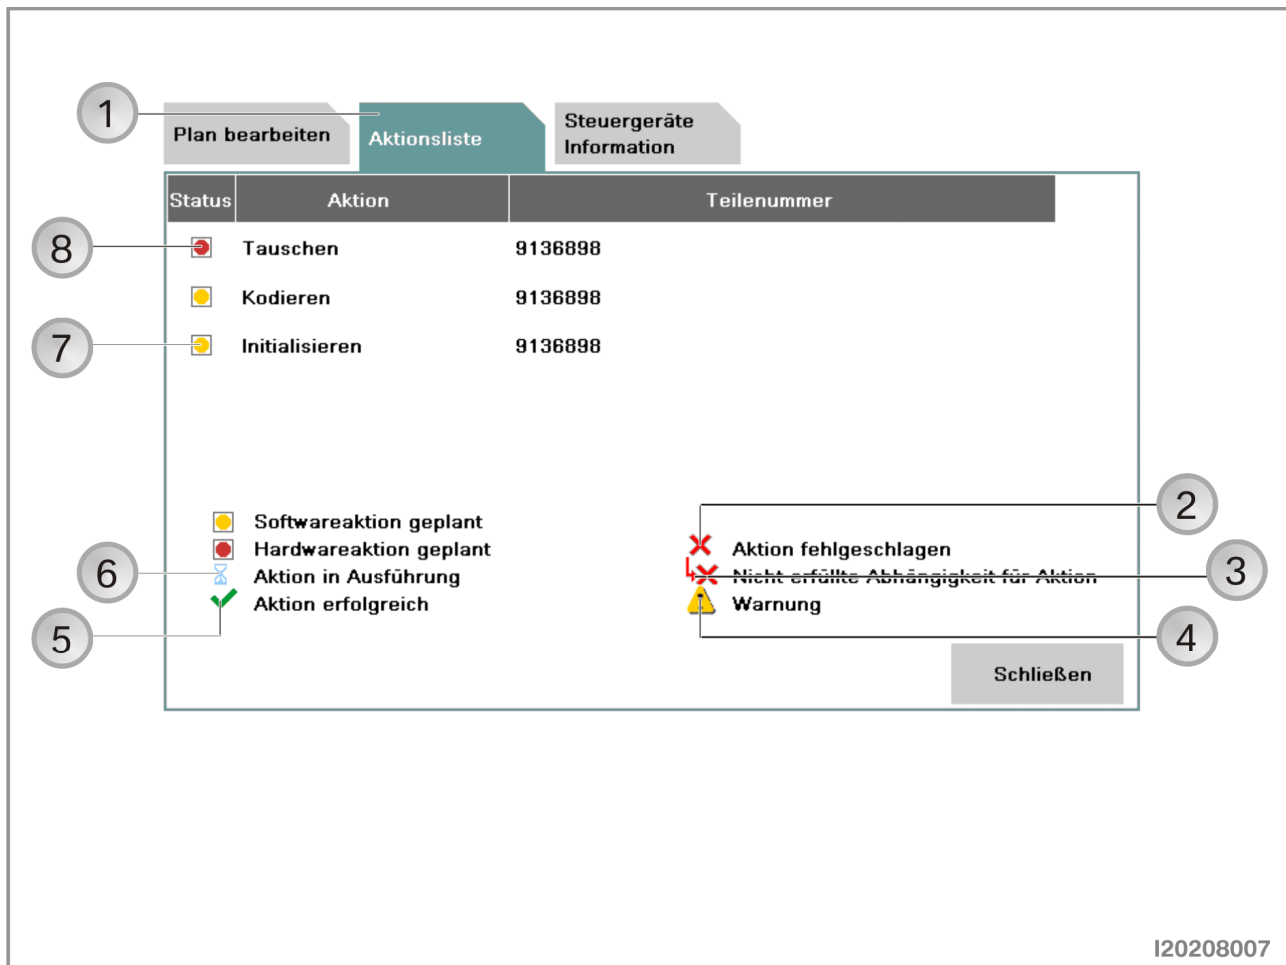 1
Plan bearbeiten
Aktionsliste
Steuergeräte
Information
Status Aktion Teilenummer
8
Tauschen 9136898
Kodieren 9136898
7
Initialisieren 9136898
2
Softwareaktion geplant
Hardwareaktion geplant
Aktion fehlgeschlagen
6
Aktion in Ausführung
Nicht erfüllte Abhängigkeit für Aktion
3
Aktion erfolgreich
Warnung
5
4
Schließen
I20208007